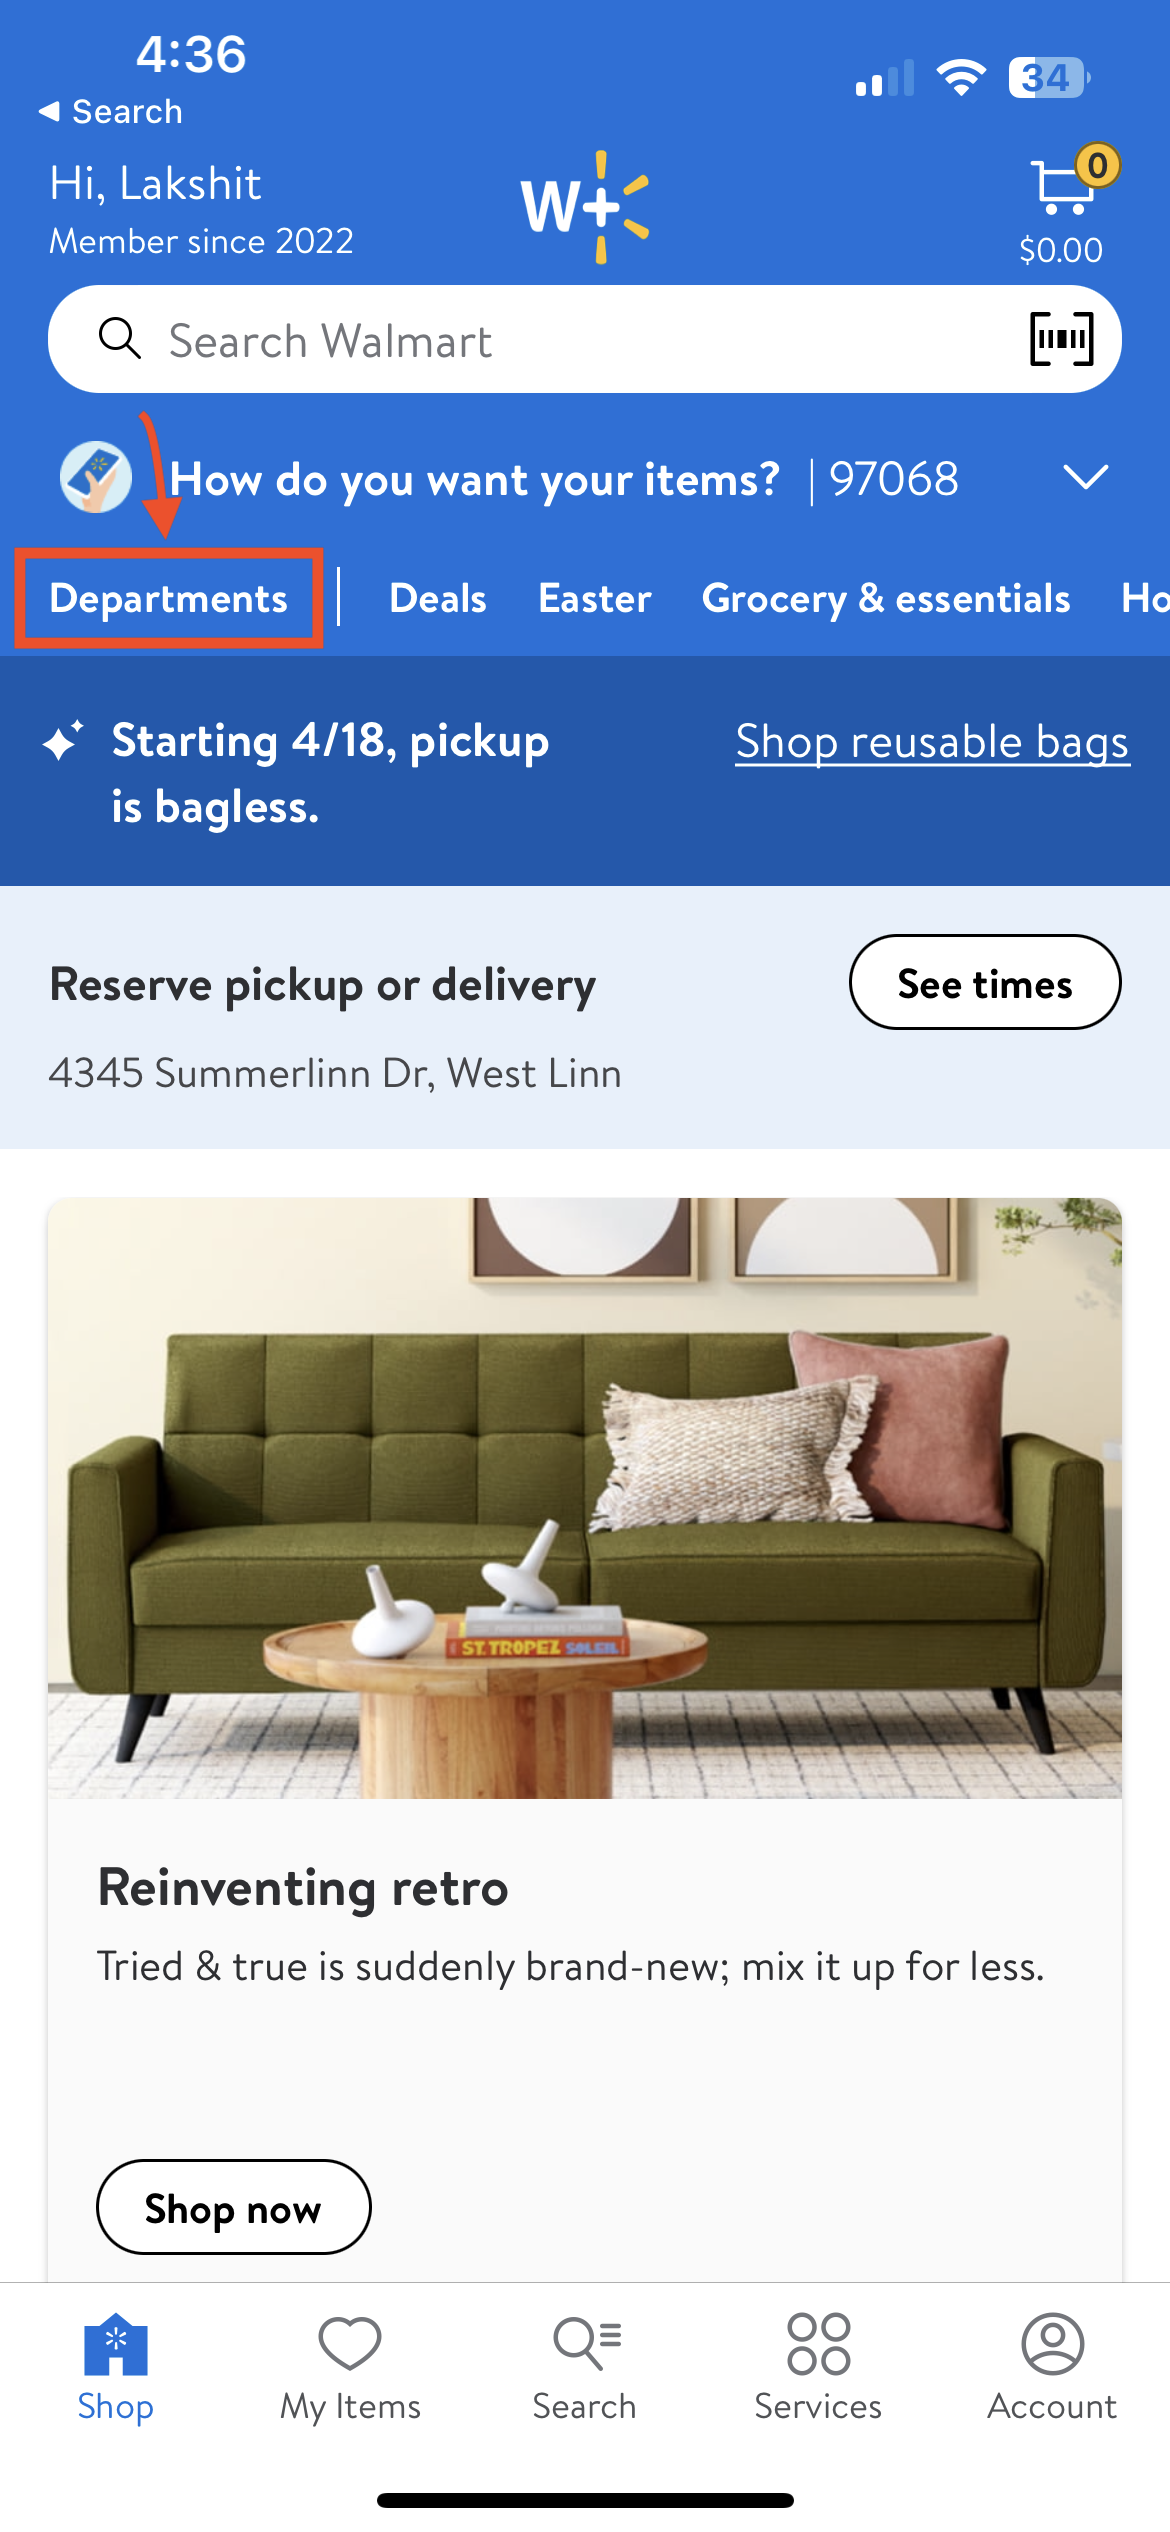 4:36
34
Search
Hi, Lakshit
Member since 2022
W+
0
$0.00
Search Walmart
How do you want your items? | 97068
Departments | Deals Easter Grocery & essentials Ho
Starting 4/18, pickup
is bagless.
Shop reusable bags
Reserve pickup or delivery
See times
4345 Summerlinn Dr, West Linn
ST. TROPEZ SOLEIL
Reinventing retro
Tried & true is suddenly brand-new; mix it up for less.
Shop now
Shop My Items Search Services Account